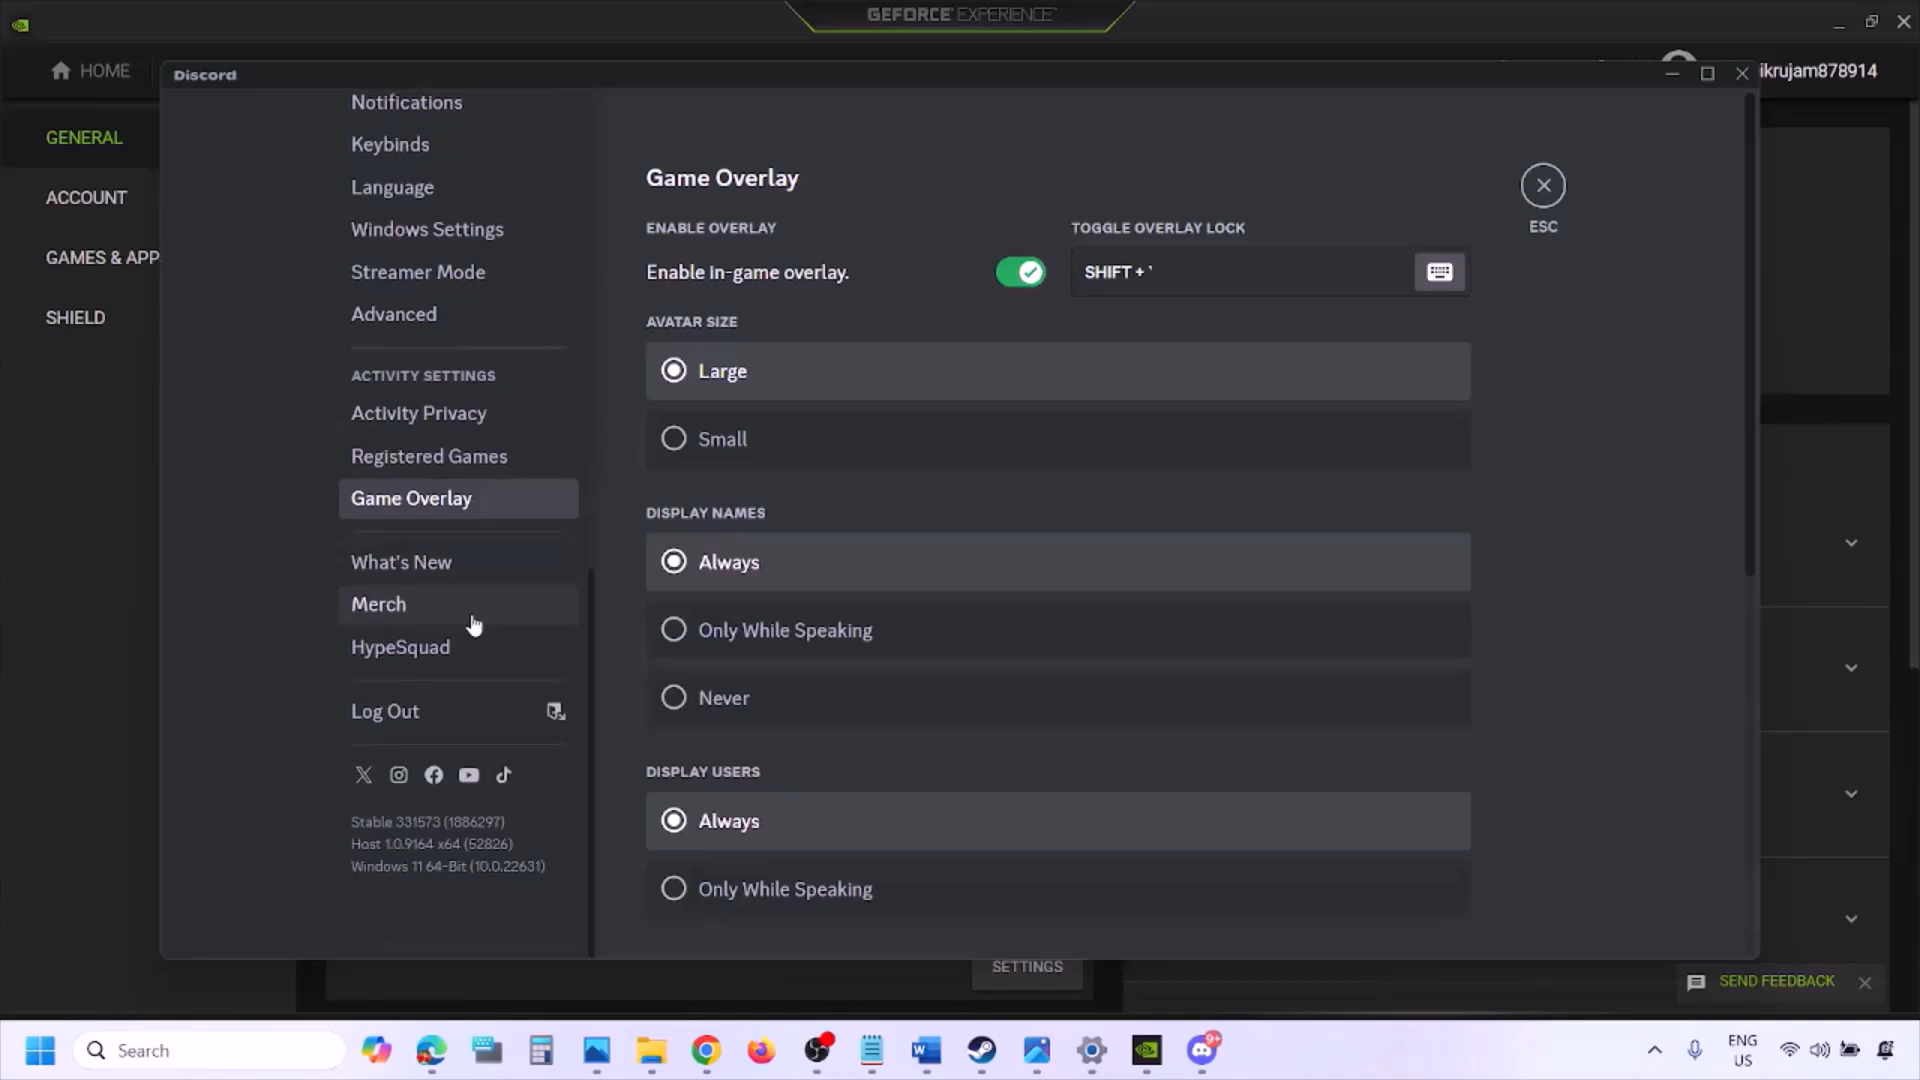 GEFORCE EXPERIENCE
HOME
ikrujam878914
GENERAL
ACCOUNT
GAMES & APP
SHIELD
Discord
Notifications
Keybinds
Language
Windows Settings
Streamer Mode
Advanced
ACTIVITY SETTINGS
Activity Privacy
Registered Games
Game Overlay
What's New
Merch
HypeSquad
Log Out
Stable 331573 (1886297)
Host 1.0.9164 x64 (52826)
Windows 11 64-Bit (10.0.22631)
Game Overlay
ESC
ENABLE OVERLAY
Enable in-game overlay.
TOGGLE OVERLAY LOCK
SHIFT + `
AVATAR SIZE
Large
Small
DISPLAY NAMES
Always
Only While Speaking
Never
DISPLAY USERS
Always
Only While Speaking
SETTINGS
SEND FEEDBACK
Search
9+
ENG
US